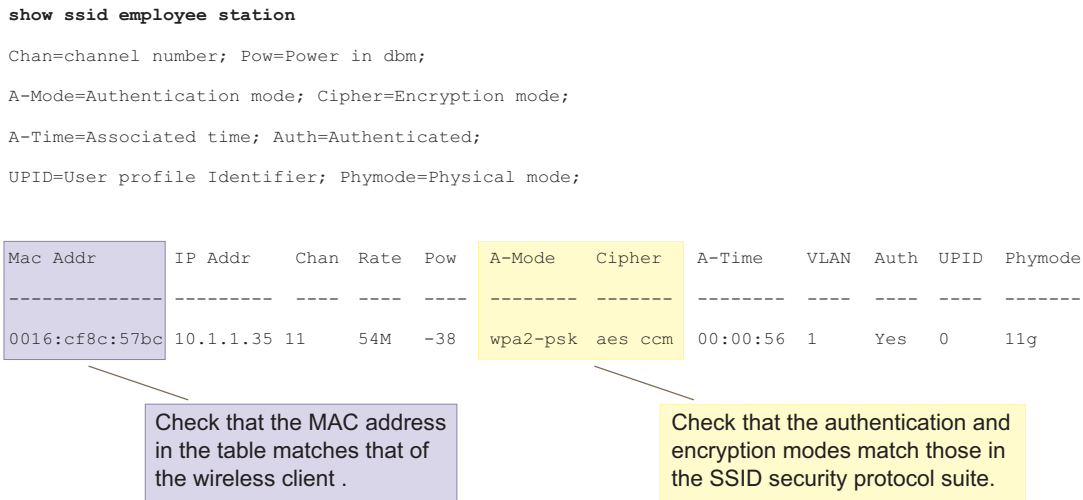 show ssid employee station
Chan=channel number; Pow=Power in dbm;
A-Mode=Authentication mode; Cipher=Encryption mode;
A-Time=Associated time; Auth=Authenticated;
UPID=User profile Identifier; Phymode=Physical mode;
Mac Addr IP Addr Chan Rate Pow A-Mode Cipher A-Time VLAN Auth UPID Phymode
-------------- --------- ---- ---- ---- -------- ------- -------- ---- ---- ---- -------
0016:cf8c:57bc 10.1.1.35 11 54M -38 wpa2-psk aes ccm 00:00:56 1 Yes 0 11g
Check that the MAC address
in the table matches that of
the wireless client .
Check that the authentication and
encryption modes match those in
the SSID security protocol suite.